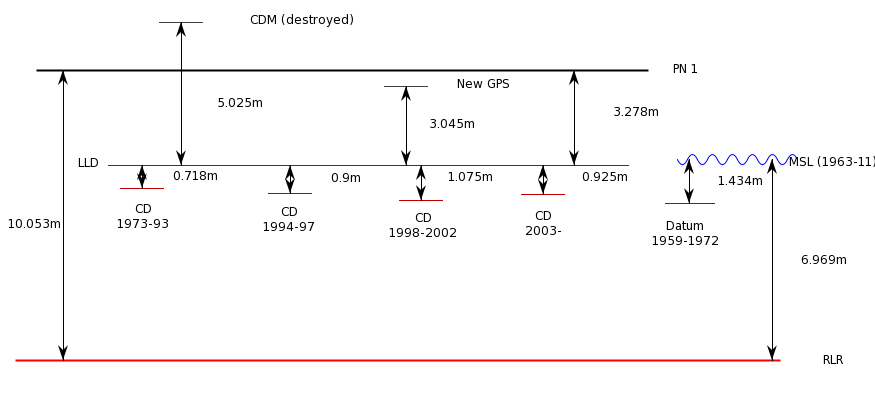 CDM (destroyed)
PN 1
New GPS
5.025m
3.278m
3.045m
LLD
MSL (1963-11)
0.718m
0.9m
1.075m
0.925m
1.434m
CD
1973-93
CD
1994-97
CD
1998-2002
CD
2003-
Datum
1959-1972
10.053m
6.969m
RLR